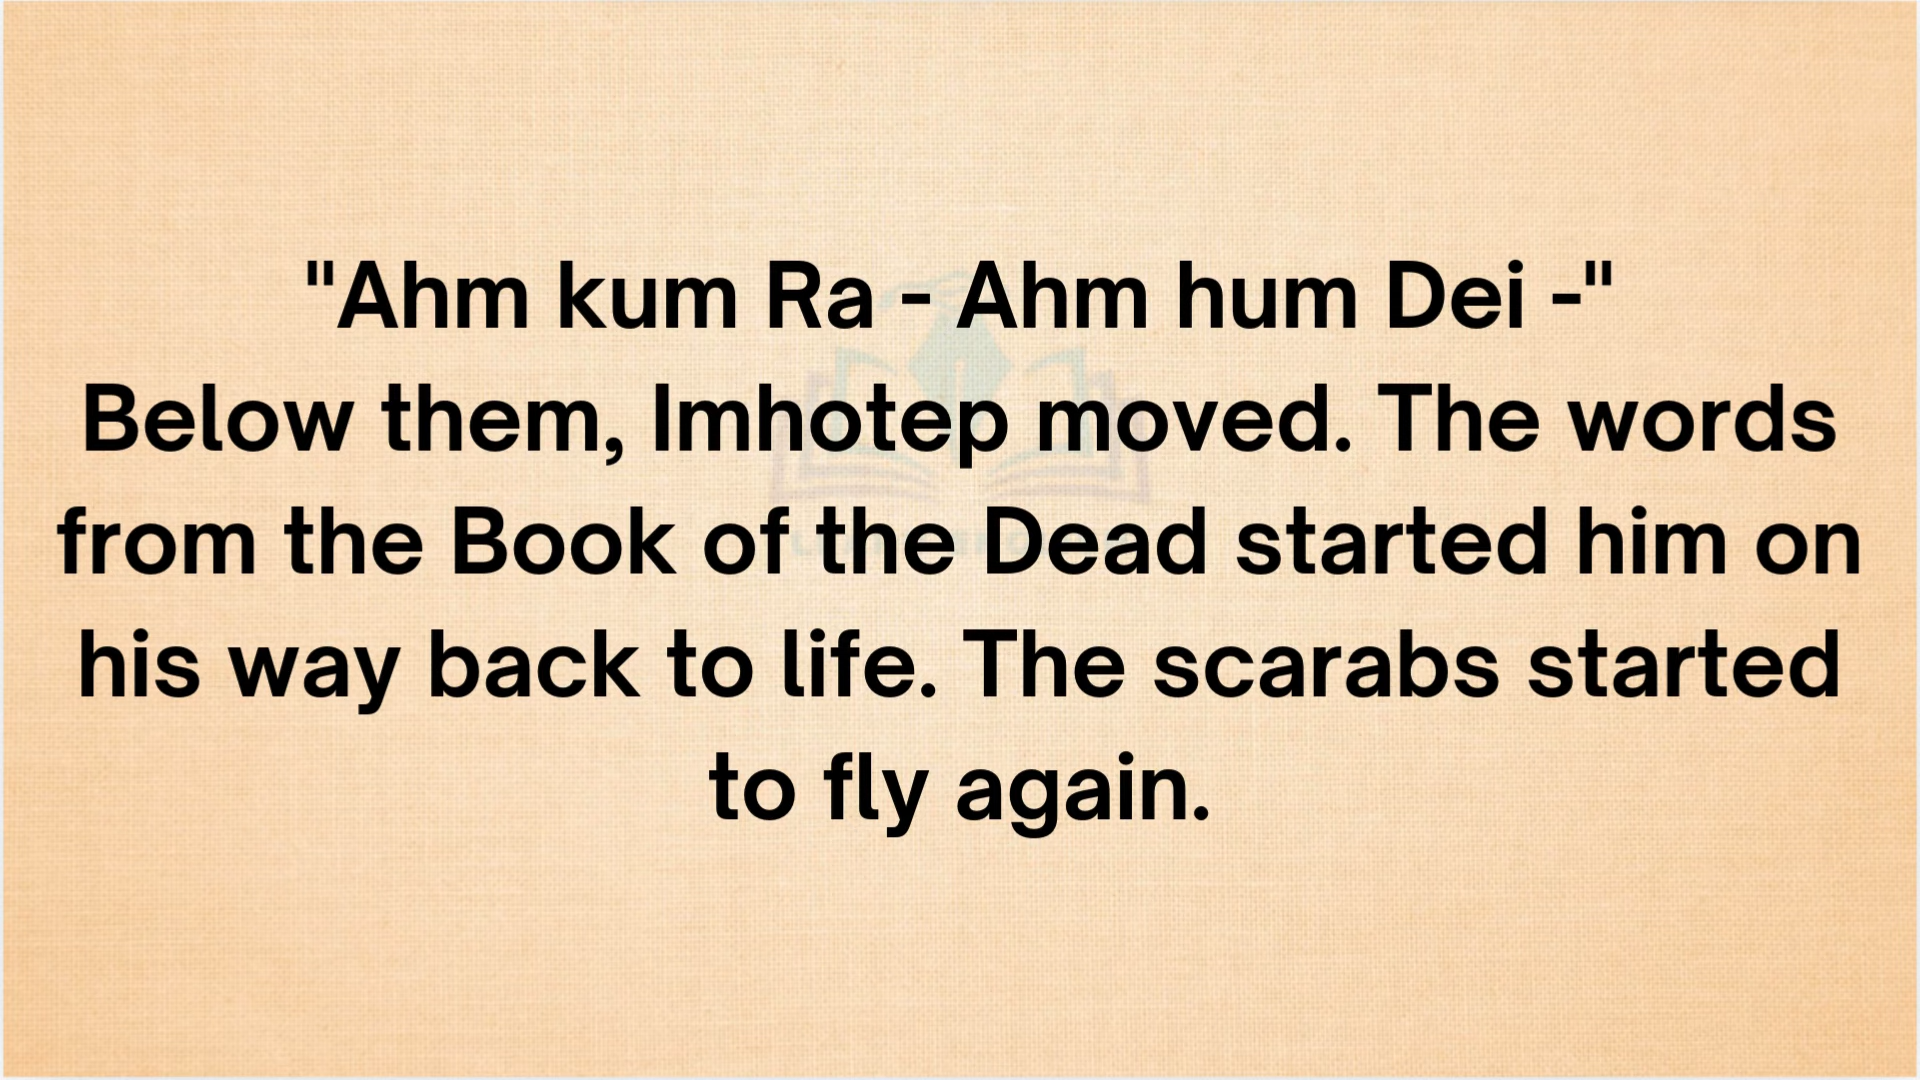 "Ahm kum Ra - Ahm hum Dei -"
Below them, Imhotep moved. The words
from the Book of the Dead started him on
his way back to life. The scarabs started
to fly again.